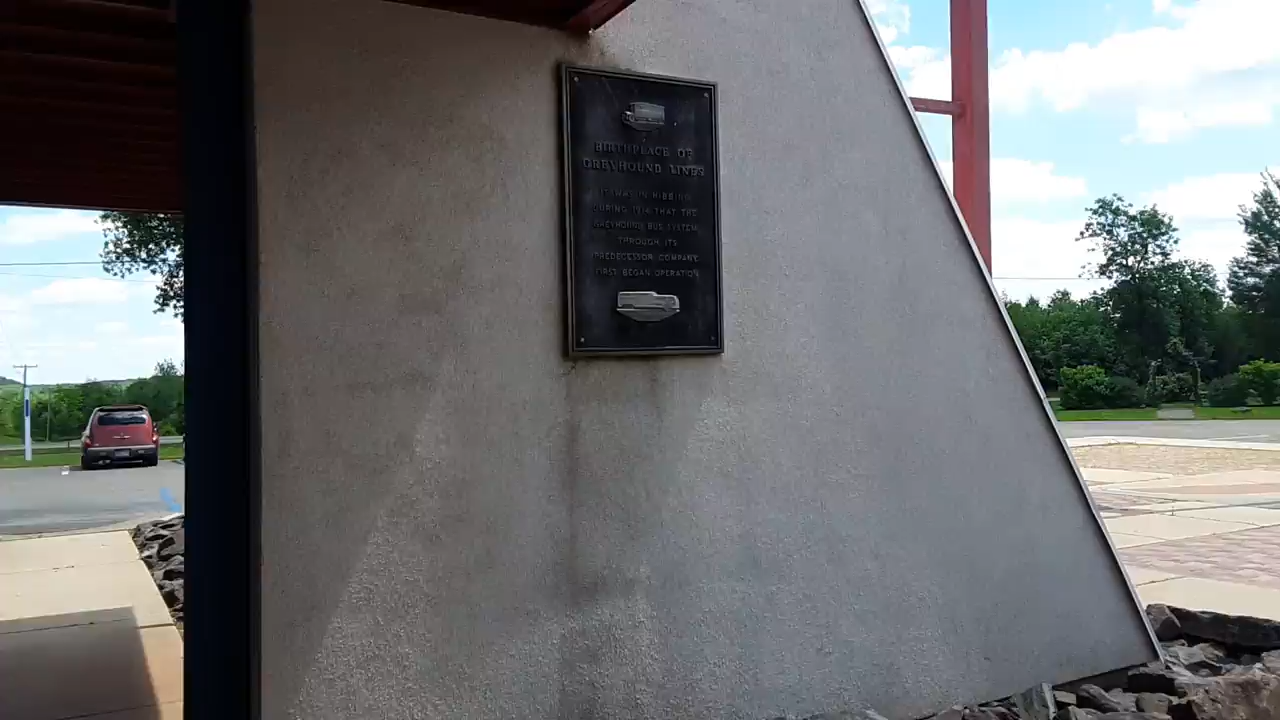 BIRTHPLACE OF
GREYHOUND LINES
IT WAS IN HIBBING
DURING 1914 THAT THE
GREYHOUND BUS SYSTEM
THROUGH ITS
PREDECESSOR COMPANY
FIRST BEGAN OPERATION